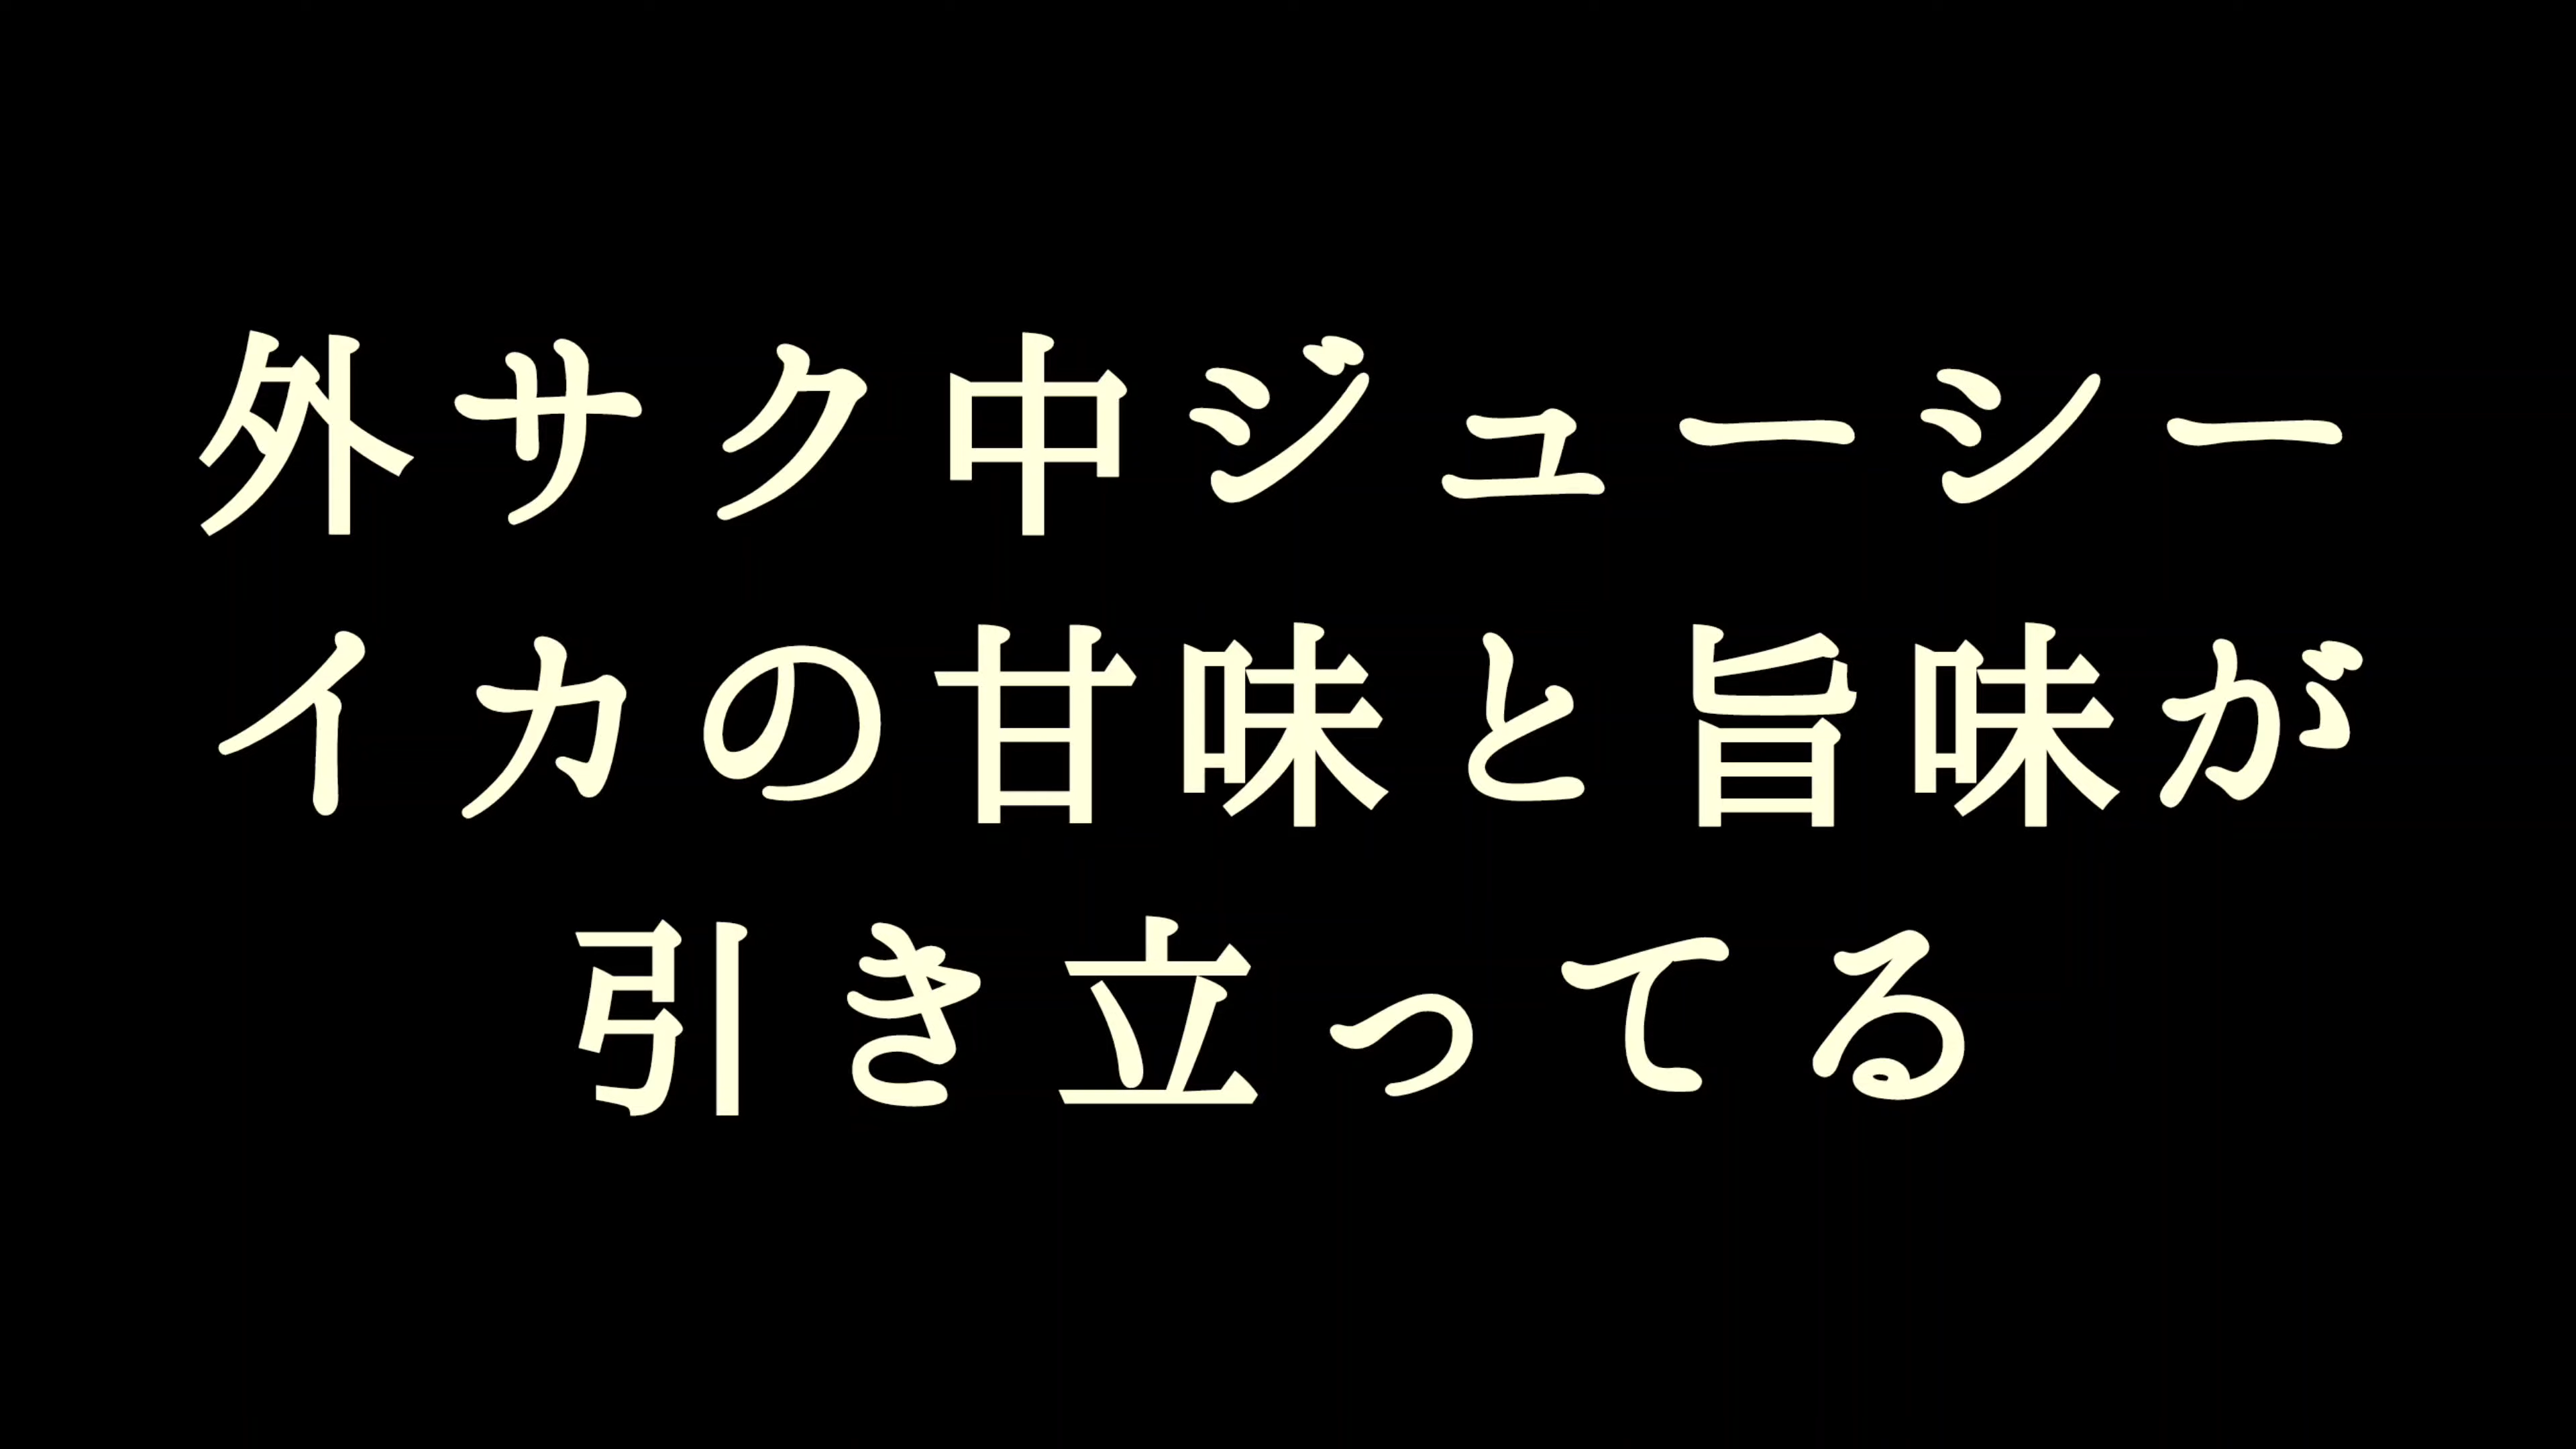 外サク中ジューシー
イカの甘味と旨味が
引き立ってる